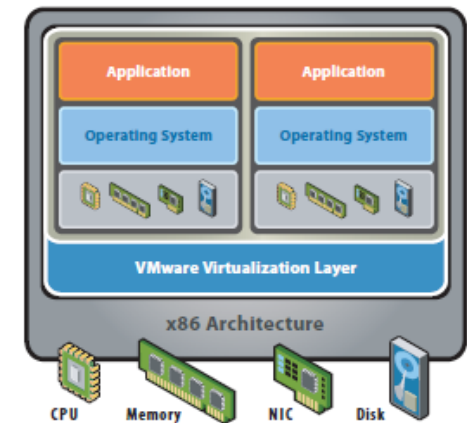 Application
Application
Operating System
Operating System
VMware Virtualization Layer
x86 Architecture
CPU
Memory
NIC
Disk